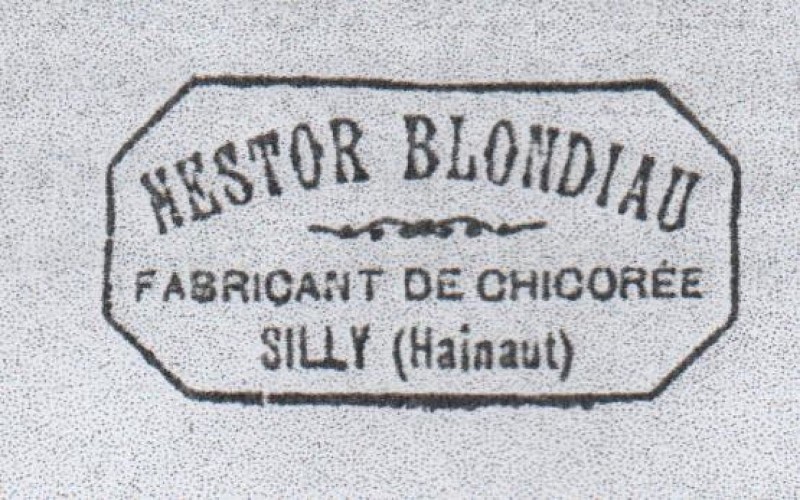 NESTOR BLONDIAU
FABRICANT DE CHICORÉE
SILLY (Hainaut)